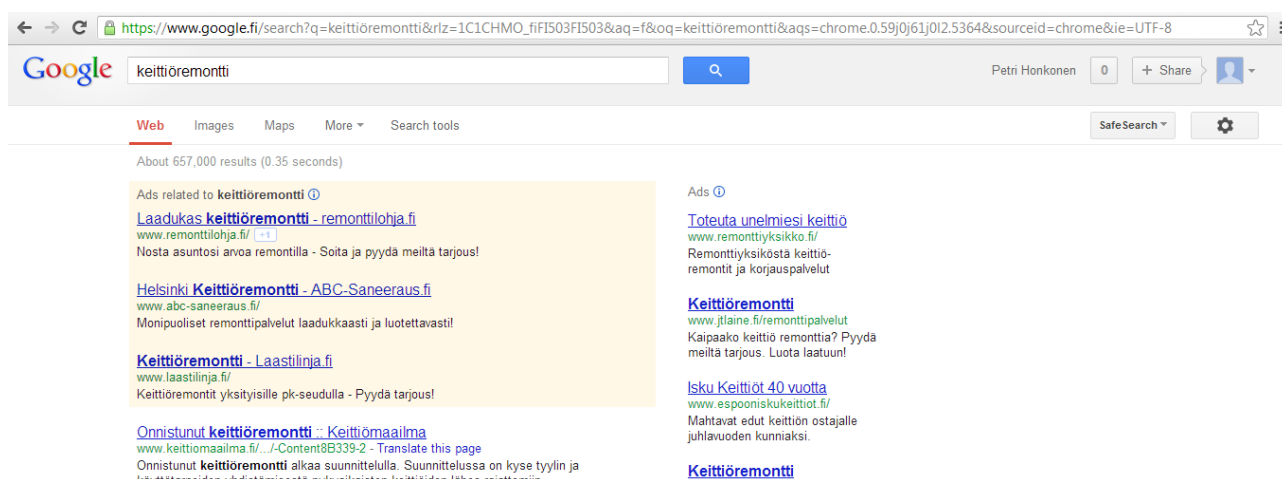 https://www.google.fi/search?q=keittiöremontti&rlz=1C1CHMO_fiFI503FI503&aq=f&oq=keittiöremontti&aqs=chrome.0.59j0j61j0l2.5364&sourceid=chrome&ie=UTF-8
Google keittiöremontti Petri Honkonen 0 + Share
Web Images Maps More Search tools SafeSearch
About 657,000 results (0.35 seconds)
Ads related to keittiöremontti
Laadukas keittiöremontti - remonttilohja.fi
www.remonttilohja.fi/ +1
Nosta asuntosi arvoa remontilla - Soita ja pyydä meiltä tarjous!
Helsinki Keittiöremontti - ABC-Saneeraus.fi
www.abc-saneeraus.fi/
Monipuoliset remonttipalvelut laadukkaasti ja luotettavasti!
Keittiöremontti - Laastilinja.fi
www.laastilinja.fi/
Keittiöremontit yksityisille pk-seudulla - Pyydä tarjous!
Onnistunut keittiöremontti :: Keittiömaailma
www.keittiomaailma.fi/.../-Content8B339-2 - Translate this page
Onnistunut keittiöremontti alkaa suunnittelulla. Suunnittelussa on kyse tyylin ja
Ads
Toteuta unelmiesi keittiö
www.remonttiyksikko.fi/
Remonttiyksiköstä keittiö-
remontit ja korjauspalvelut
Keittiöremontti
www.jtlaine.fi/remonttipalvelut
Kaipaako keittiö remonttia? Pyydä
meiltä tarjous. Luota laatuun!
Isku Keittiöt 40 vuotta
www.espooniskukeittiot.fi/
Mahtavat edut keittiön ostajalle
juhlavuoden kunniaksi.
Keittiöremontti